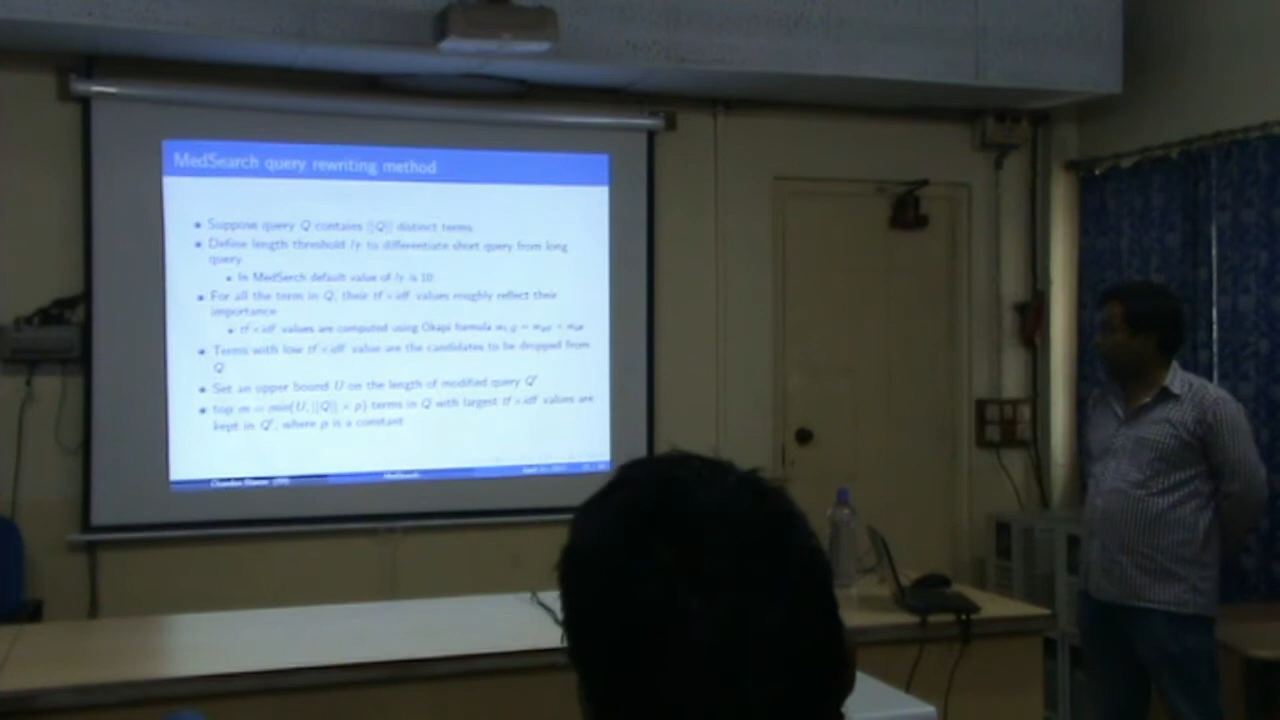 MedSearch query rewriting method
Suppose query Q contains ||Q|| distinct terms
Define length threshold l_T to differentiate short query from long
query
In MedSerch default value of l_T is 10.
For all the term in Q, their tf × idf values roughly reflect their
importance
tf × idf values are computed using Okapi formula
Terms with low tf × idf value are the candidates to be dropped from
Q
Set an upper bound U on the length of modified query Q'
top m = min(U, ||Q|| × p) terms in Q with largest tf × idf values are
kept in Q', where p is a constant
MedSearch